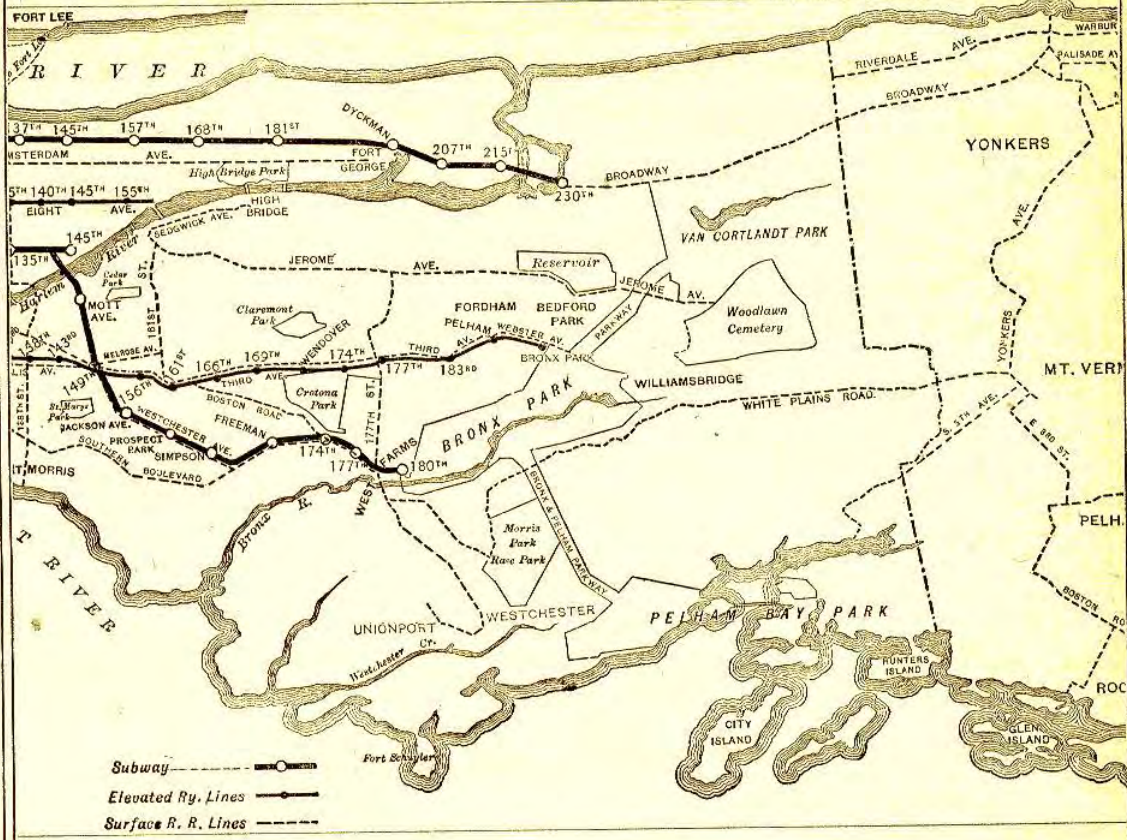 FORT LEE
RIVER
WARBUR
PALISADE AV
RIVERDALE AVE.
BROADWAY
YONKERS
137TH 145TH 157TH 168TH 181ST DYCKMAN 207TH 215T 230TH
MSTERDAM AVE.
FORT GEORGE
BROADWAY
High Bridge Park
HIGH BRIDGE
5TH 140TH 145TH 155TH
EIGHT AVE.
SEDGWICK AVE.
VAN CORTLANDT PARK
YONKERS AVE.
145TH
135TH
Harlem River
Cedar Park
181ST ST.
JEROME AVE.
Reservoir
JEROME AV.
MOTT AVE.
Claremont Park
FORDHAM
BEDFORD PARK
PARKWAY
Woodlawn Cemetery
PELHAM AV.
WEBSTER AV.
BRONX PARK
138TH
143RD
AV.
MELROSE AV.
149TH
156TH
161ST
166TH
169TH
WENDOVER
174TH
THIRD AV.
177TH
183RD
THIRD AVE.
MT. VERN
WILLIAMSBRIDGE
WHITE PLAINS ROAD.
S. 5TH AVE.
E. 3RD ST.
138TH ST.
St. Marys Park
JACKSON AVE.
BOSTON ROAD
Crotona Park
177TH ST.
BRONX PARK
WESTCHESTER AVE.
PROSPECT PARK
SIMPSON
FREEMAN
174TH
177TH
180TH
WEST FARMS
SOUTHERN BOULEVARD
T. MORRIS
Bronx R.
BRONX & PELHAM PARKWAY
Morris Park Race Park
PELH.
T RIVER
UNIONPORT
WESTCHESTER
Westchester Cr.
PELHAM BAY PARK
BOSTON RO
HUNTERS ISLAND
ROC
CITY ISLAND
GLEN ISLAND
Fort Schuyler
Subway
Elevated Ry. Lines
Surface R. R. Lines